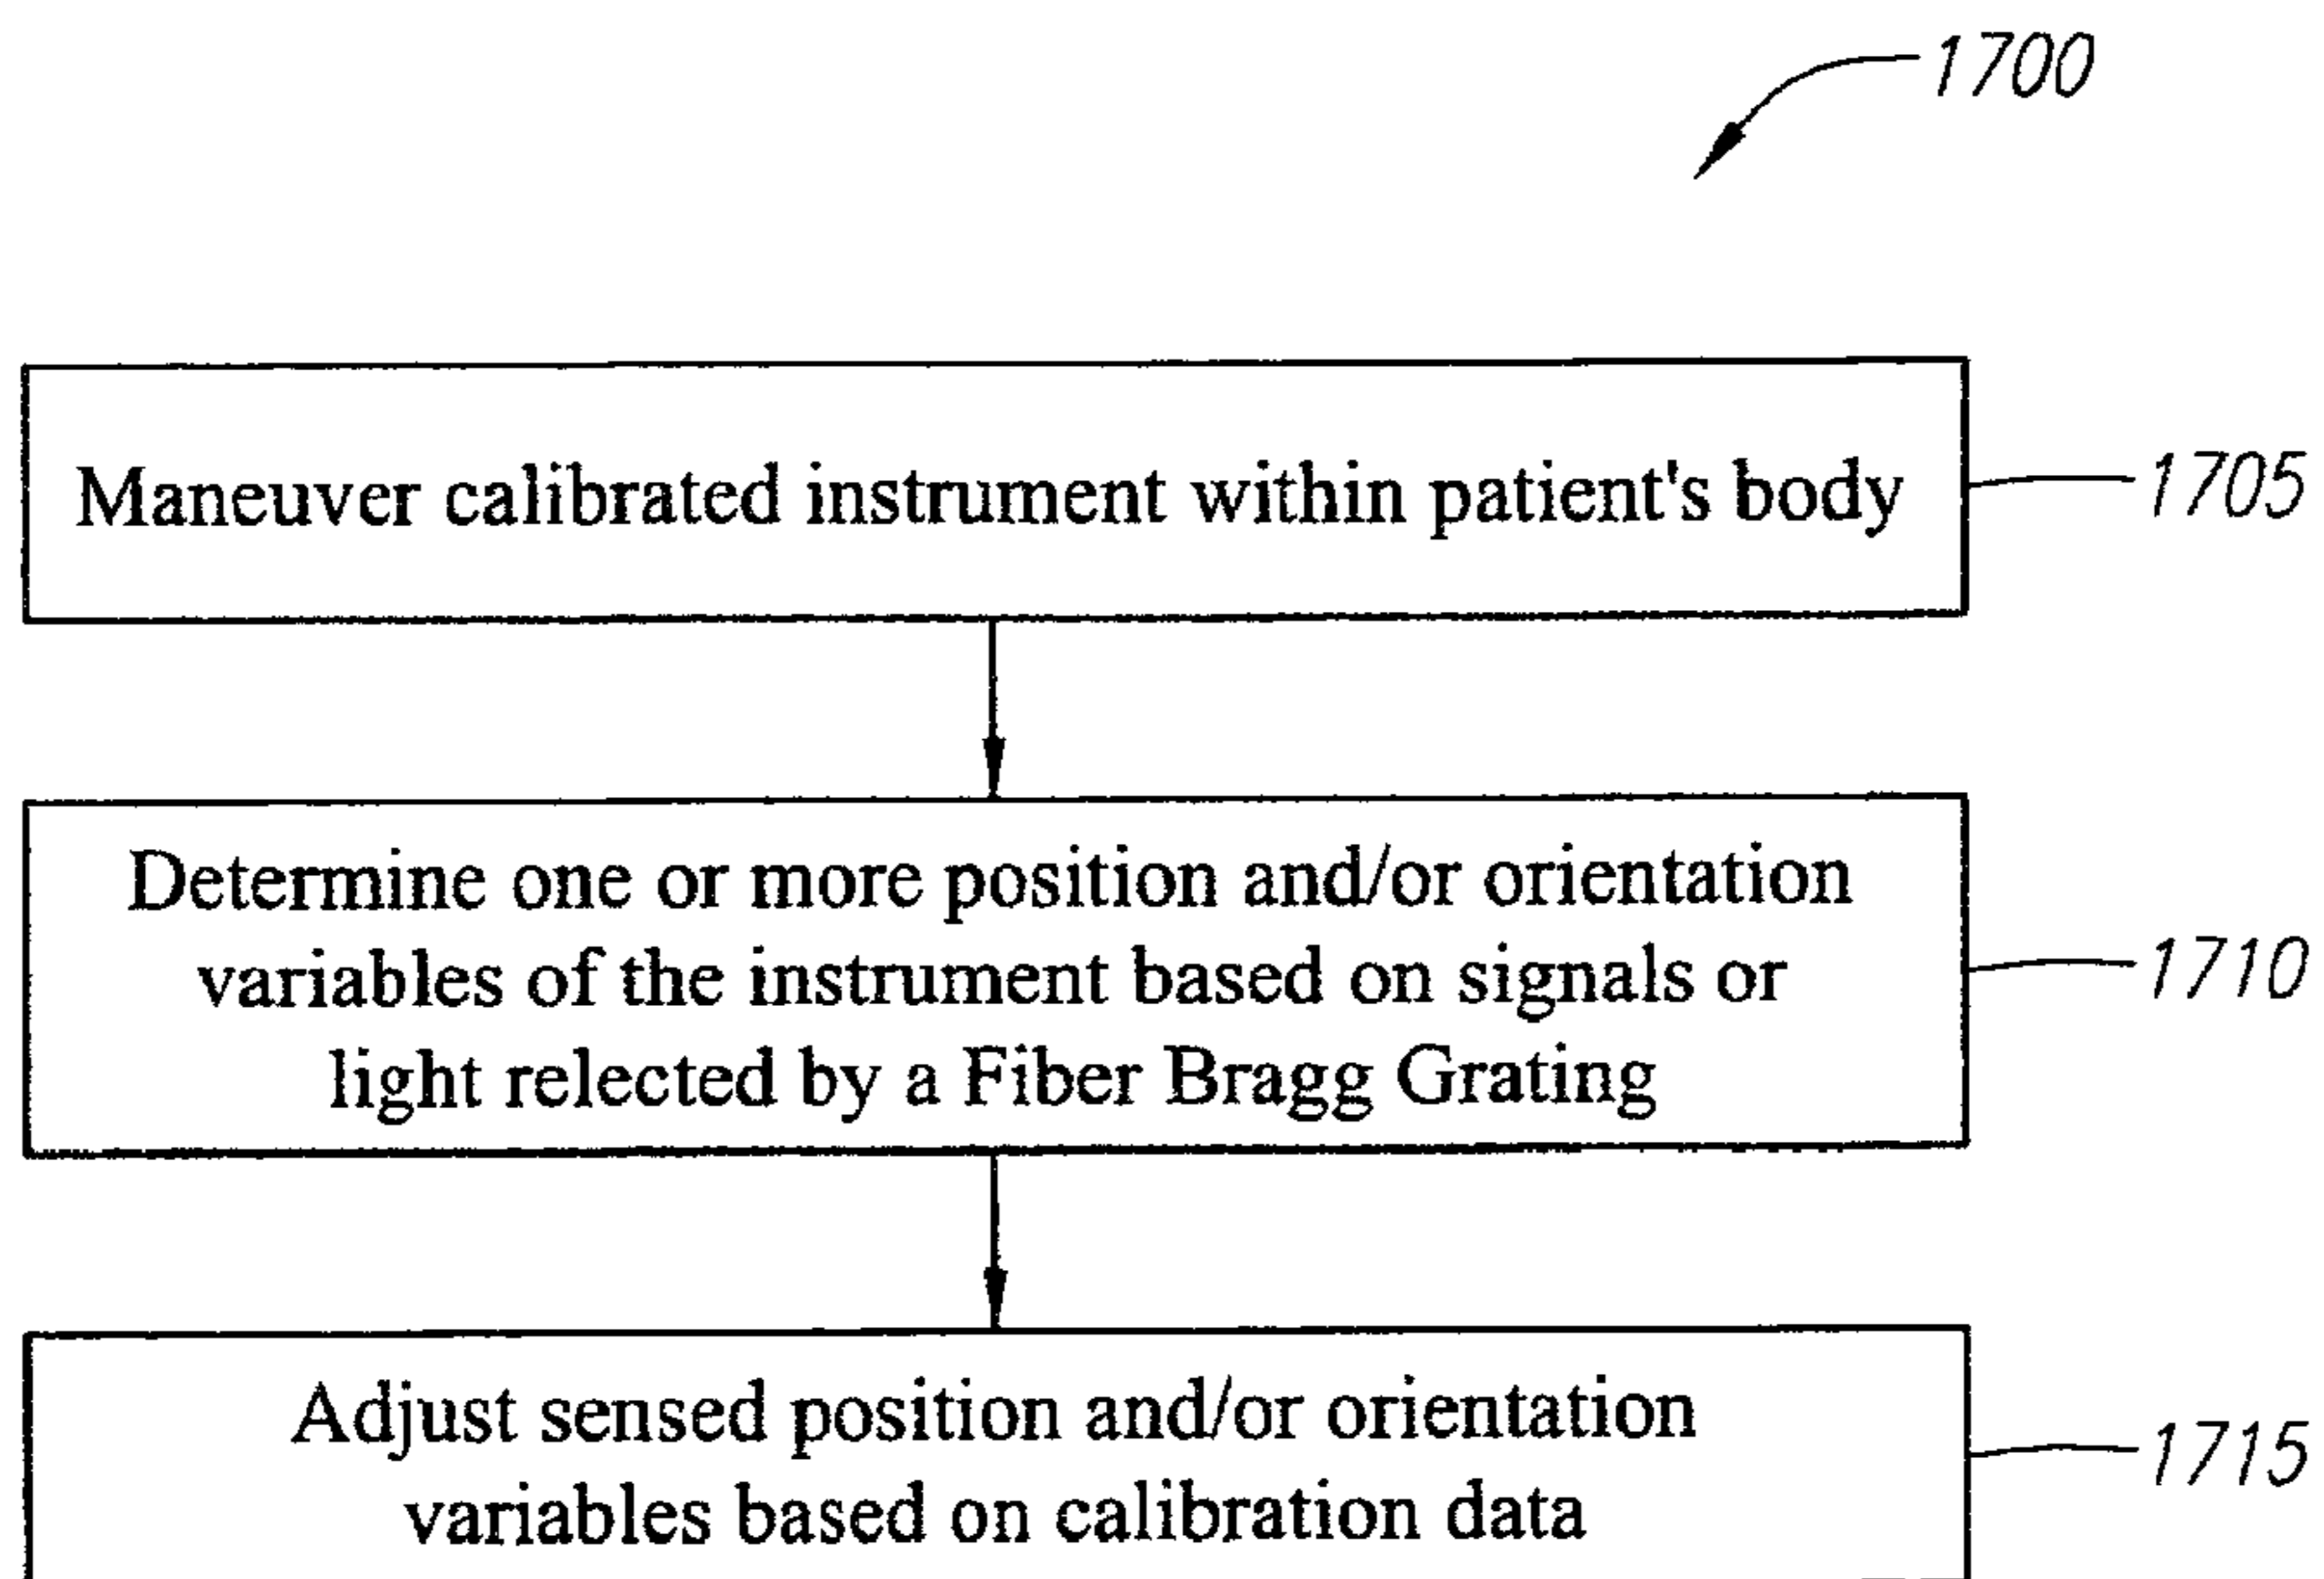 1700
Maneuver calibrated instrument within patient's body
1705
Determine one or more position and/or orientation
variables of the instrument based on signals or
light relected by a Fiber Bragg Grating
1710
Adjust sensed position and/or orientation
variables based on calibration data
1715